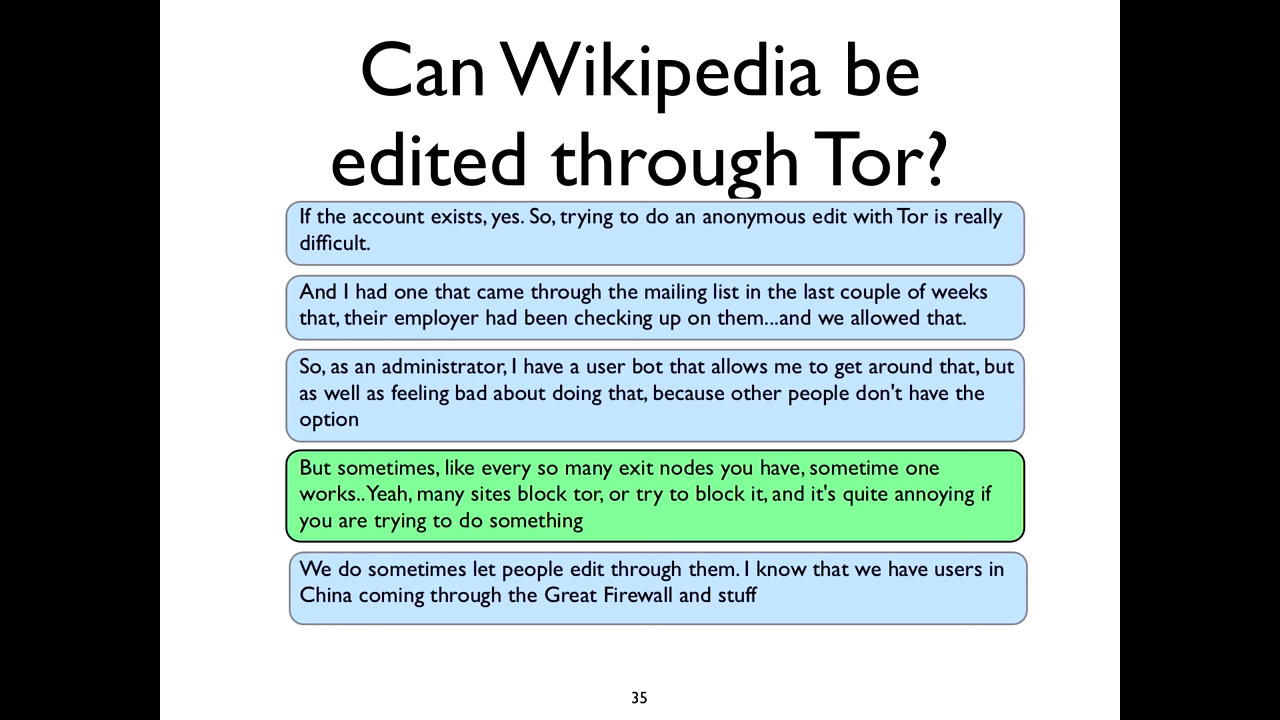 Can Wikipedia be
edited through Tor?
If the account exists, yes. So, trying to do an anonymous edit with Tor is really
difficult.
And I had one that came through the mailing list in the last couple of weeks
that, their employer had been checking up on them...and we allowed that.
So, as an administrator, I have a user bot that allows me to get around that, but
as well as feeling bad about doing that, because other people don't have the
option
But sometimes, like every so many exit nodes you have, sometime one
works..Yeah, many sites block tor, or try to block it, and it's quite annoying if
you are trying to do something
We do sometimes let people edit through them. I know that we have users in
China coming through the Great Firewall and stuff
35